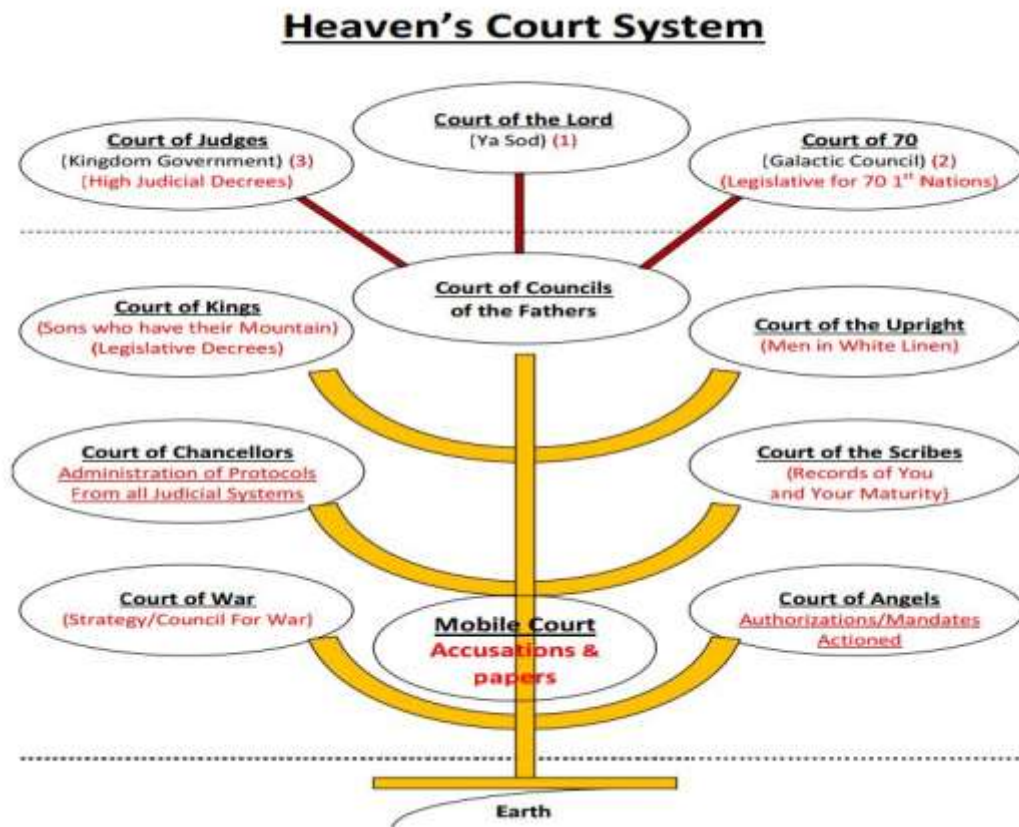 Heaven's Court System
Court of the Lord
[Ya Sod) (1)
Court of Judges
[Kingdom Government) (3)
[High Judicial Decrees)
Court of 70
[Galactic Council) (2)
(Legislative for 70 1st Nations)
Court of Councils
of the Fathers
Court of Kings
(Sons who have their Mountain)
(Legislative Decrees)
Court of the Upright
(Men in White Linen)
Court of Chancellors
Administration of Protocols
From all Judicial Systems
Court of the Scribes
(Records of You
and Your Maturity)
Court of War
(Strategy/Council For War)
Mobile Court
Accusations &
papers
Court of Angels
Authorizations/Mandates
Actioned
Earth